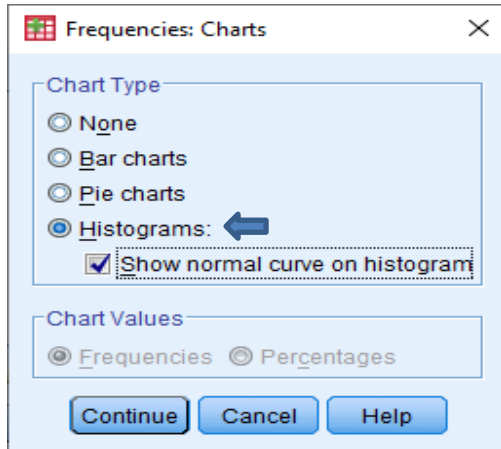 Frequencies: Charts
Chart Type
None
Bar charts
Pie charts
Histograms:
Show normal curve on histogram
Chart Values
Frequencies Percentages
Continue Cancel Help